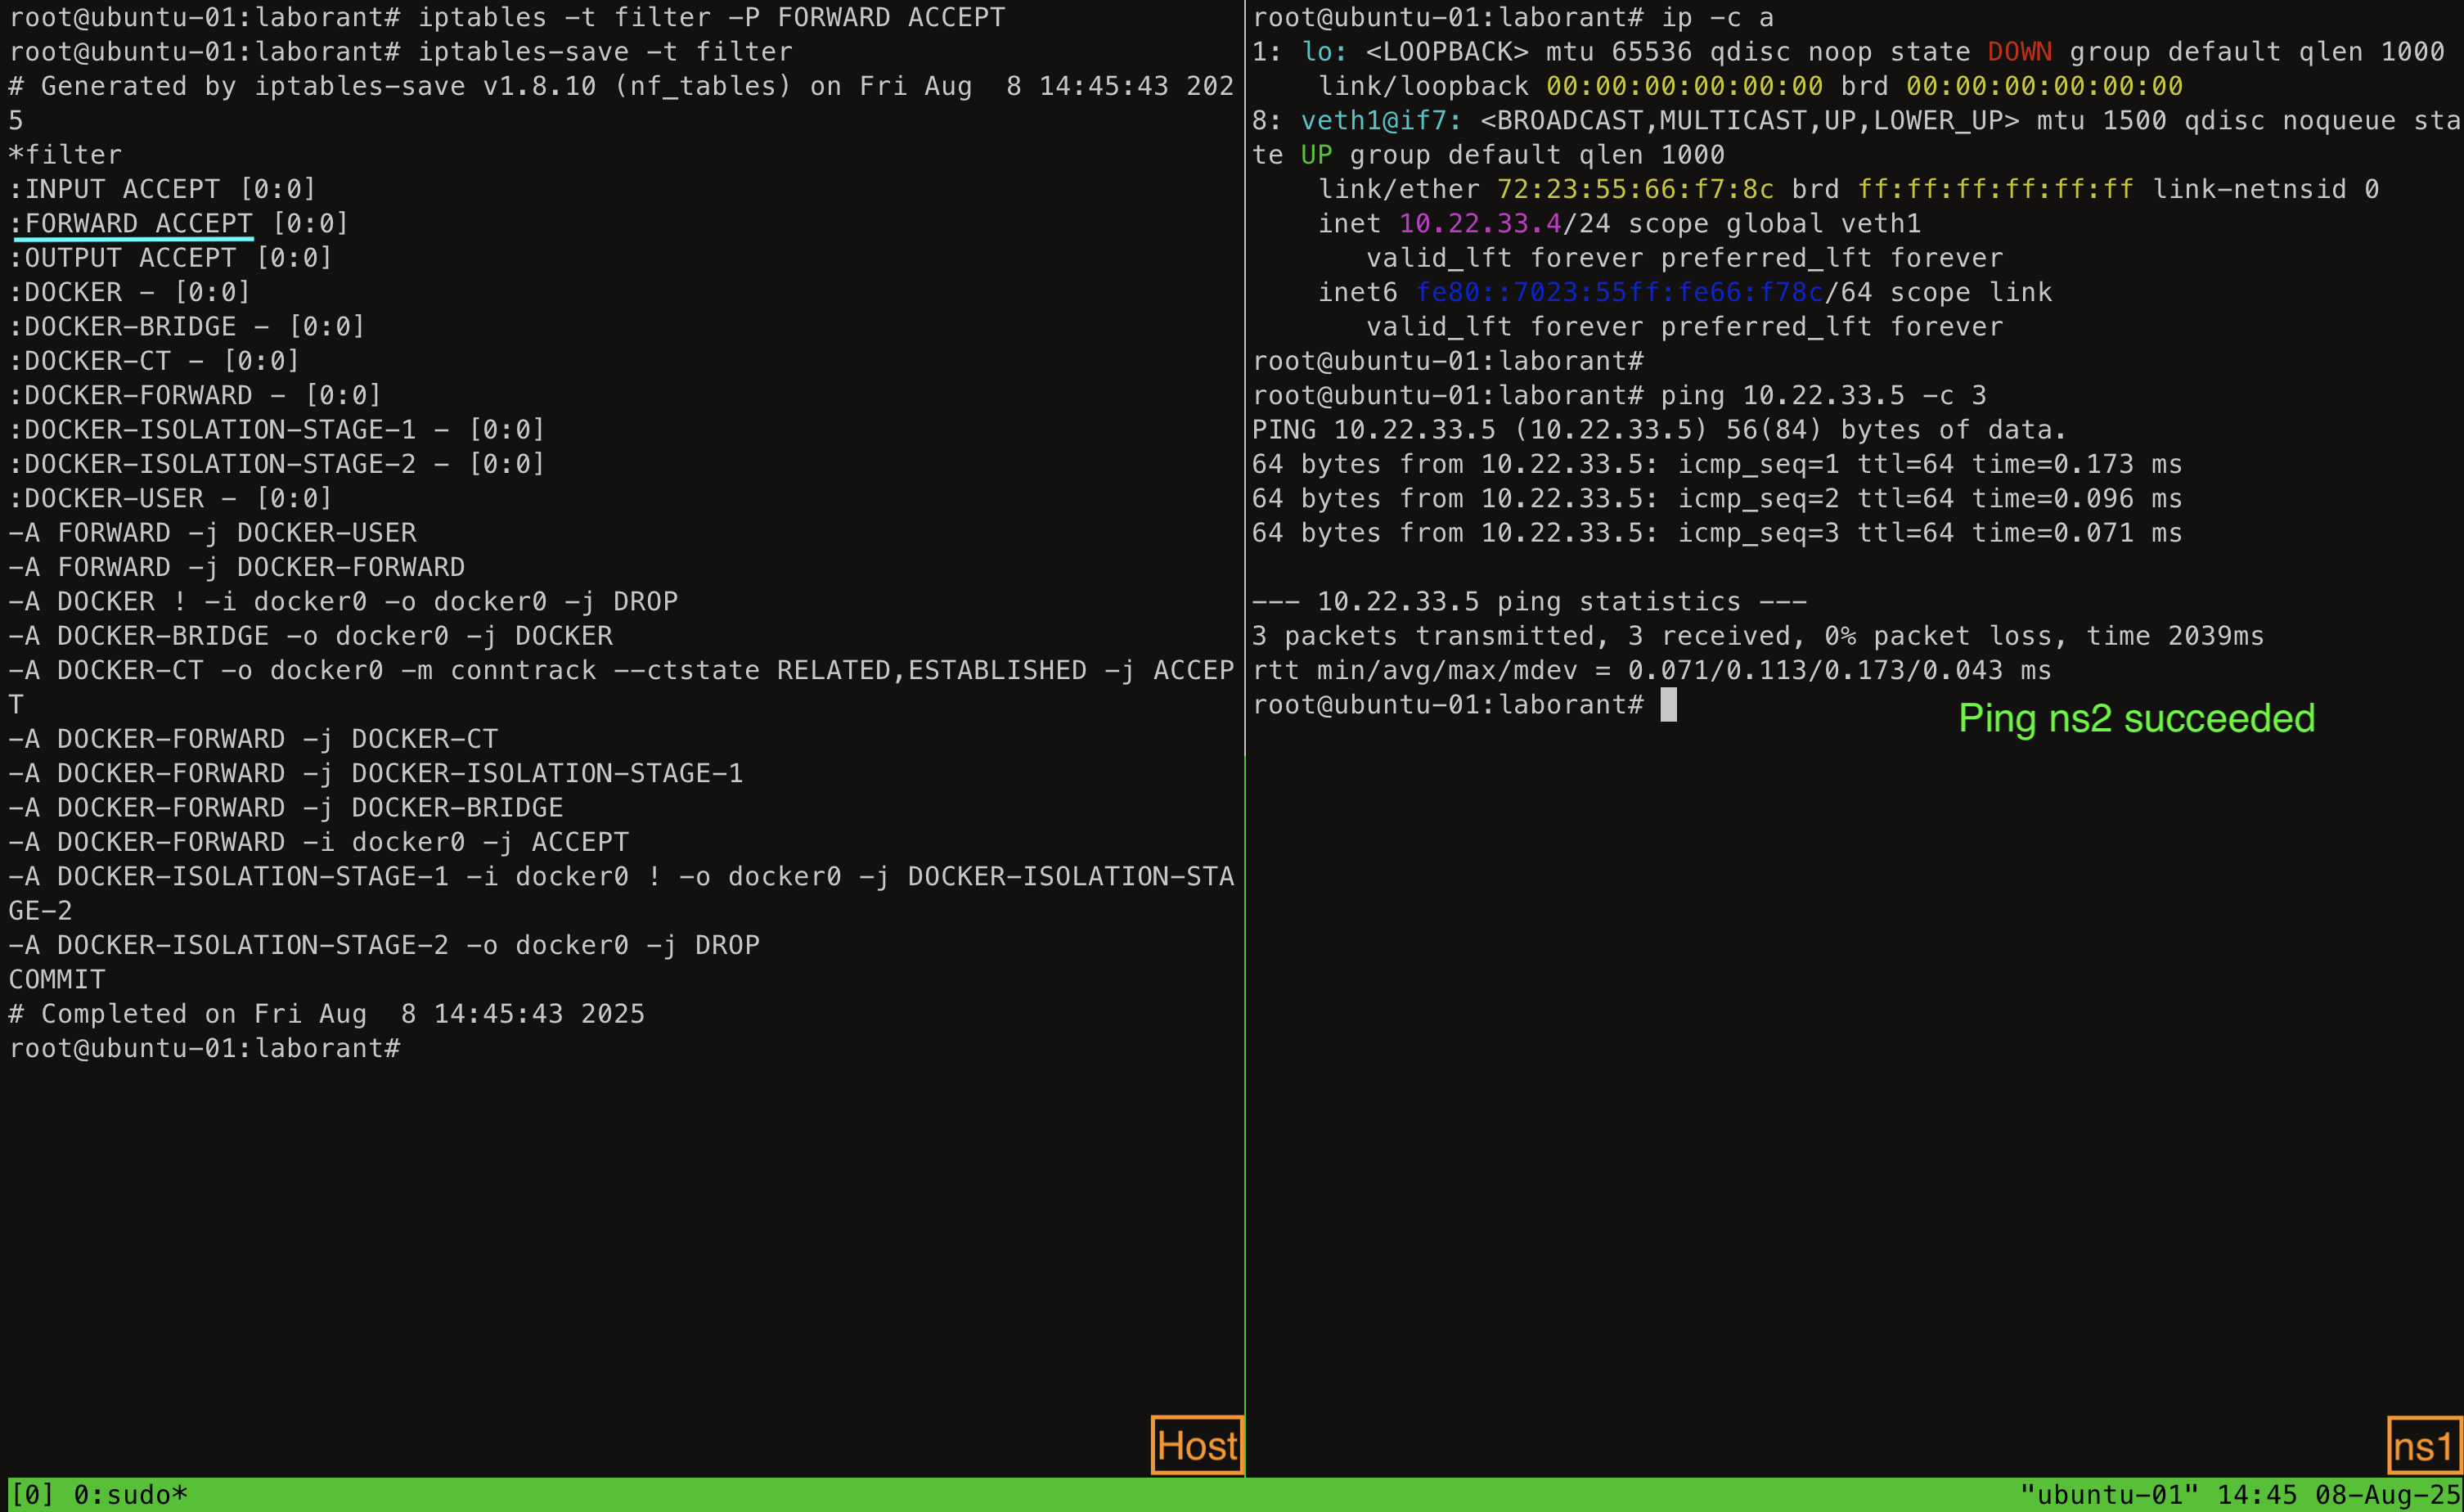 root@ubuntu-01:laborant# iptables -t filter -P FORWARD ACCEPT
root@ubuntu-01:laborant# iptables-save -t filter
# Generated by iptables-save v1.8.10 (nf_tables) on Fri Aug  8 14:45:43 202
5
*filter
:INPUT ACCEPT [0:0]
:FORWARD ACCEPT [0:0]
:OUTPUT ACCEPT [0:0]
:DOCKER - [0:0]
:DOCKER-BRIDGE - [0:0]
:DOCKER-CT - [0:0]
:DOCKER-FORWARD - [0:0]
:DOCKER-ISOLATION-STAGE-1 - [0:0]
:DOCKER-ISOLATION-STAGE-2 - [0:0]
:DOCKER-USER - [0:0]
-A FORWARD -j DOCKER-USER
-A FORWARD -j DOCKER-FORWARD
-A DOCKER ! -i docker0 -o docker0 -j DROP
-A DOCKER-BRIDGE -o docker0 -j DOCKER
-A DOCKER-CT -o docker0 -m conntrack --ctstate RELATED,ESTABLISHED -j ACCEP
T
-A DOCKER-FORWARD -j DOCKER-CT
-A DOCKER-FORWARD -j DOCKER-ISOLATION-STAGE-1
-A DOCKER-FORWARD -j DOCKER-BRIDGE
-A DOCKER-FORWARD -i docker0 -j ACCEPT
-A DOCKER-ISOLATION-STAGE-1 -i docker0 ! -o docker0 -j DOCKER-ISOLATION-STA
GE-2
-A DOCKER-ISOLATION-STAGE-2 -o docker0 -j DROP
COMMIT
# Completed on Fri Aug  8 14:45:43 2025
root@ubuntu-01:laborant#
Host
root@ubuntu-01:laborant# ip -c a
1: lo: <LOOPBACK> mtu 65536 qdisc noop state DOWN group default qlen 1000
    link/loopback 00:00:00:00:00:00 brd 00:00:00:00:00:00
8: veth1@if7: <BROADCAST,MULTICAST,UP,LOWER_UP> mtu 1500 qdisc noqueue sta
te UP group default qlen 1000
    link/ether 72:23:55:66:f7:8c brd ff:ff:ff:ff:ff:ff link-netnsid 0
    inet 10.22.33.4/24 scope global veth1
       valid_lft forever preferred_lft forever
    inet6 fe80::7023:55ff:fe66:f78c/64 scope link
       valid_lft forever preferred_lft forever
root@ubuntu-01:laborant#
root@ubuntu-01:laborant# ping 10.22.33.5 -c 3
PING 10.22.33.5 (10.22.33.5) 56(84) bytes of data.
64 bytes from 10.22.33.5: icmp_seq=1 ttl=64 time=0.173 ms
64 bytes from 10.22.33.5: icmp_seq=2 ttl=64 time=0.096 ms
64 bytes from 10.22.33.5: icmp_seq=3 ttl=64 time=0.071 ms
--- 10.22.33.5 ping statistics ---
3 packets transmitted, 3 received, 0% packet loss, time 2039ms
rtt min/avg/max/mdev = 0.071/0.113/0.173/0.043 ms
root@ubuntu-01:laborant#
Ping ns2 succeeded
ns1
[0] 0:sudo*
"ubuntu-01" 14:45 08-Aug-25